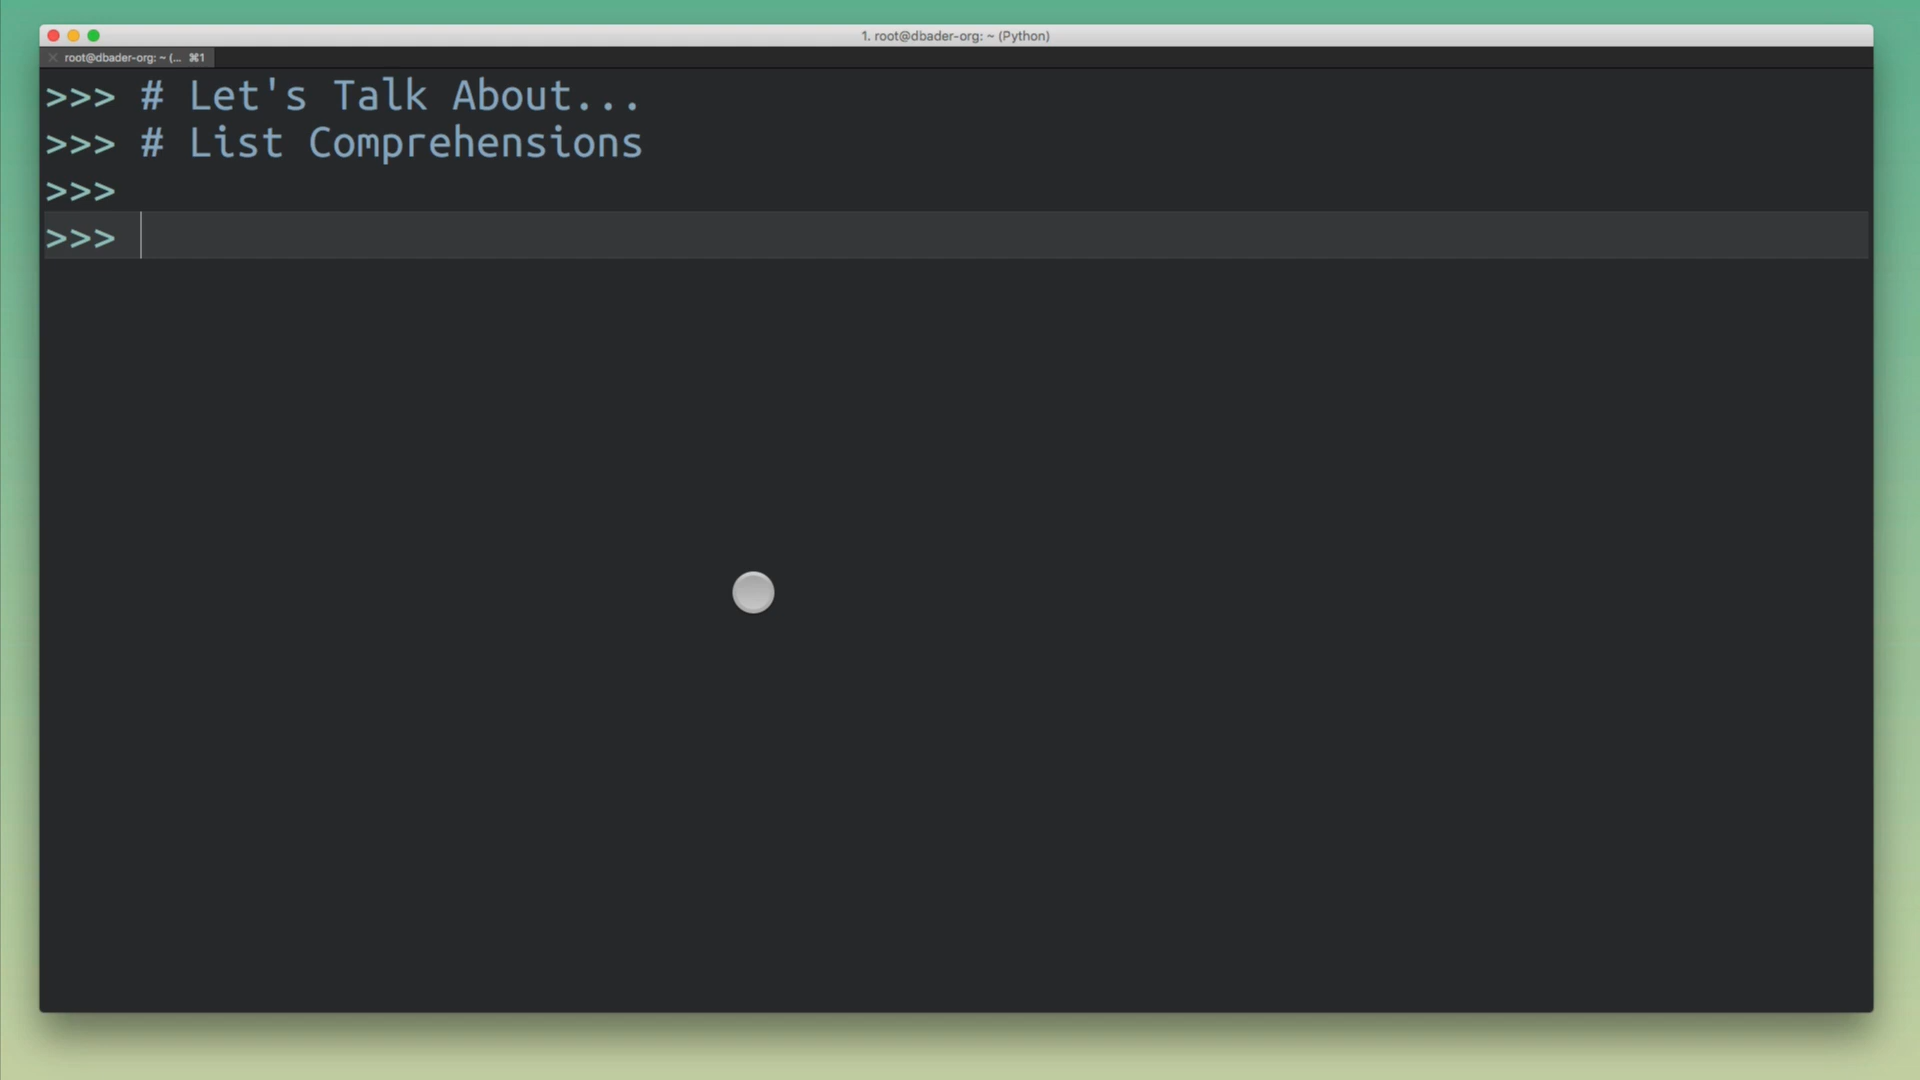 1. root@dbader-org: ~ (Python)
root@dbader-org: ~ (... ⌘1
>>> # Let's Talk About...
>>> # List Comprehensions
>>>
>>>